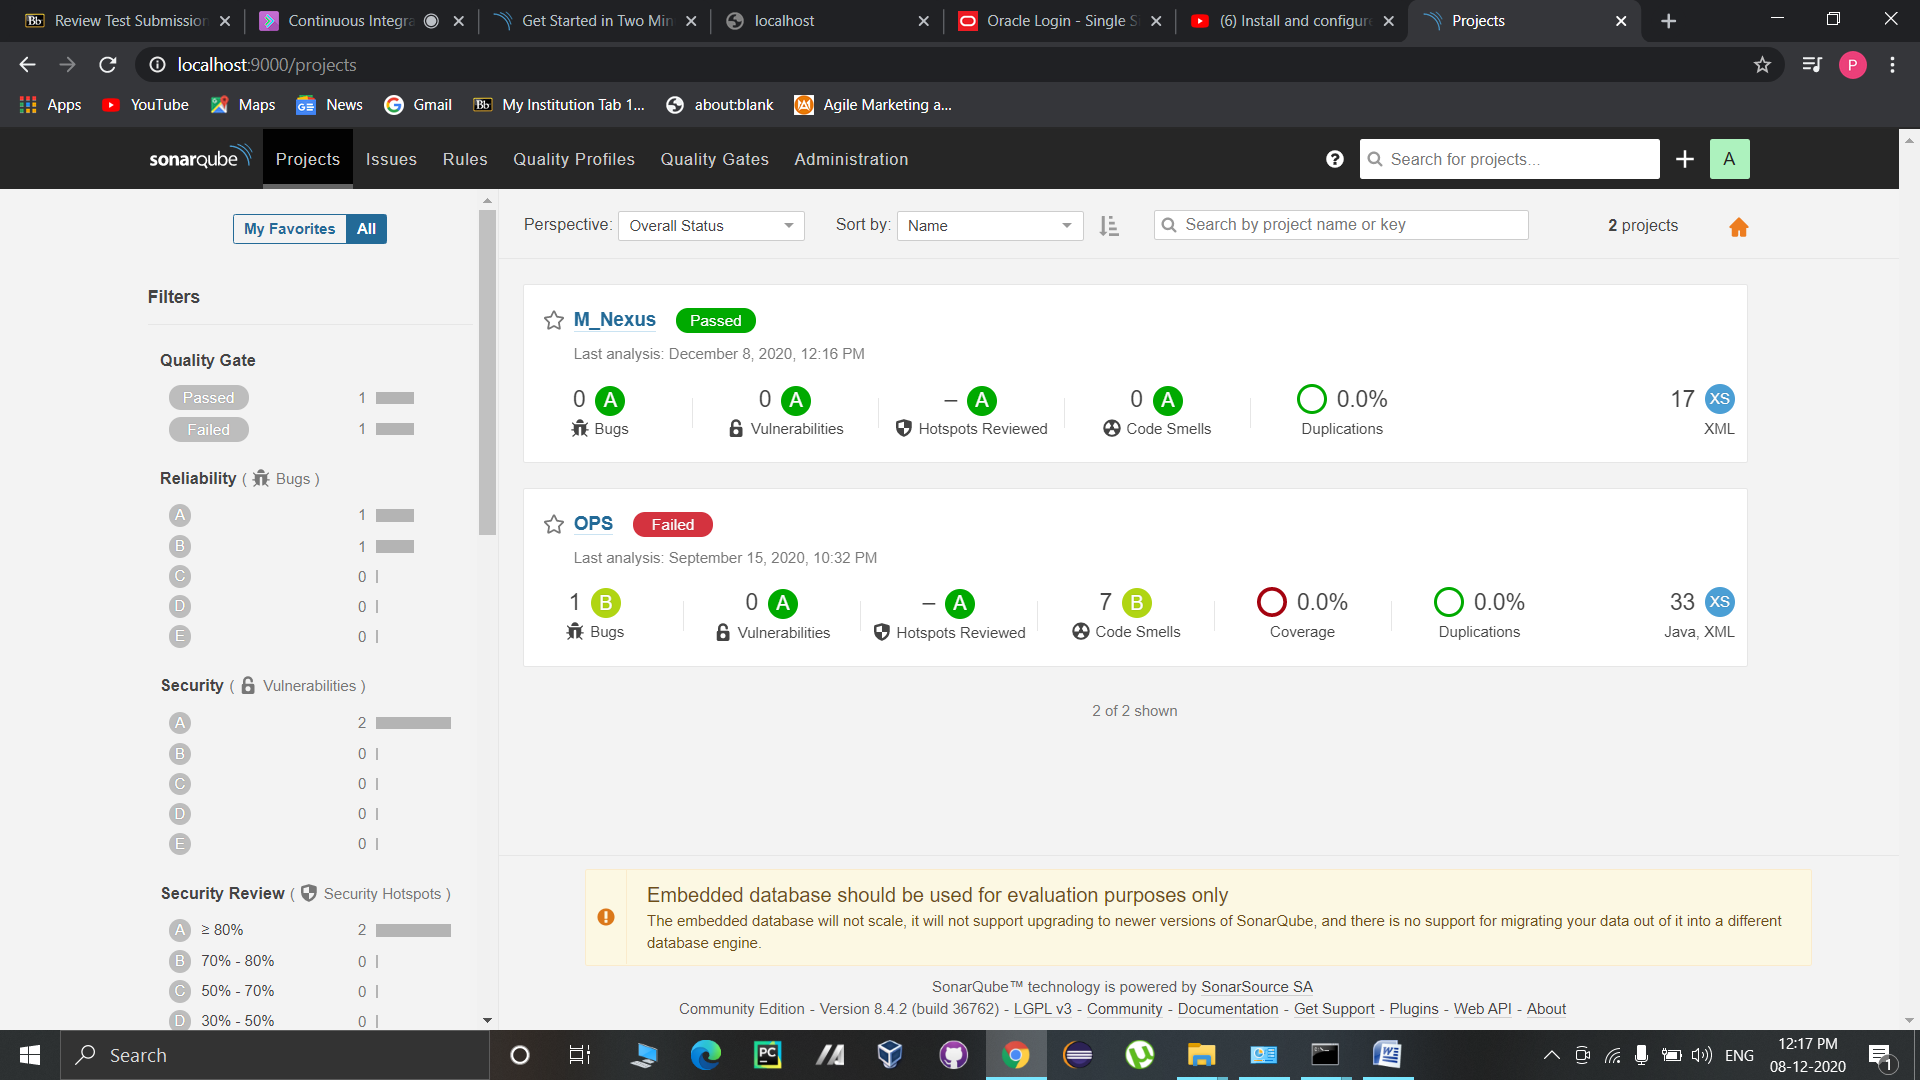 Review Test Submission
Continuous Integra
Get Started in Two Min
localhost
Oracle Login - Single S
(6) Install and configur
Projects
localhost:9000/projects
P
Apps
YouTube
Maps
News
Gmail
Bb My Institution Tab 1...
about:blank
Agile Marketing a...
sonarqube
Projects
Issues
Rules
Quality Profiles
Quality Gates
Administration
Search for projects...
A
My Favorites
All
Perspective:
Overall Status
Sort by:
Name
Search by project name or key
2 projects
Filters
Quality Gate
Passed 1
Failed 1
Reliability ( Bugs )
A 1
B 1
C 0
D 0
E 0
Security ( Vulnerabilities )
A 2
B 0
C 0
D 0
E 0
Security Review ( Security Hotspots )
A ≥ 80% 2
B 70% - 80% 0
C 50% - 70% 0
D 30% - 50% 0
M_Nexus Passed
Last analysis: December 8, 2020, 12:16 PM
0 A 0 A – A 0 A 0.0% 17 XS
Bugs Vulnerabilities Hotspots Reviewed Code Smells Duplications XML
OPS Failed
Last analysis: September 15, 2020, 10:32 PM
1 B 0 A – A 7 B 0.0% 0.0% 33 XS
Bugs Vulnerabilities Hotspots Reviewed Code Smells Coverage Duplications Java, XML
2 of 2 shown
Embedded database should be used for evaluation purposes only
The embedded database will not scale, it will not support upgrading to newer versions of SonarQube, and there is no support for migrating your data out of it into a different
database engine.
SonarQube™ technology is powered by SonarSource SA
Community Edition - Version 8.4.2 (build 36762) - LGPL v3 - Community - Documentation - Get Support - Plugins - Web API - About
Search
ENG
12:17 PM
08-12-2020
1